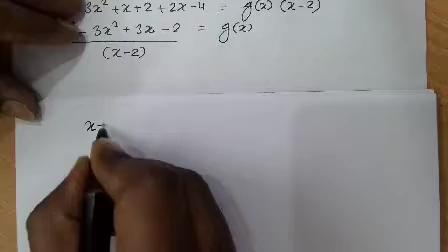 3x² + x + 2 + 2x - 4 = g(x) (x-2)
- 3x² + 3x - 2 = g(x)
(x-2)
x-